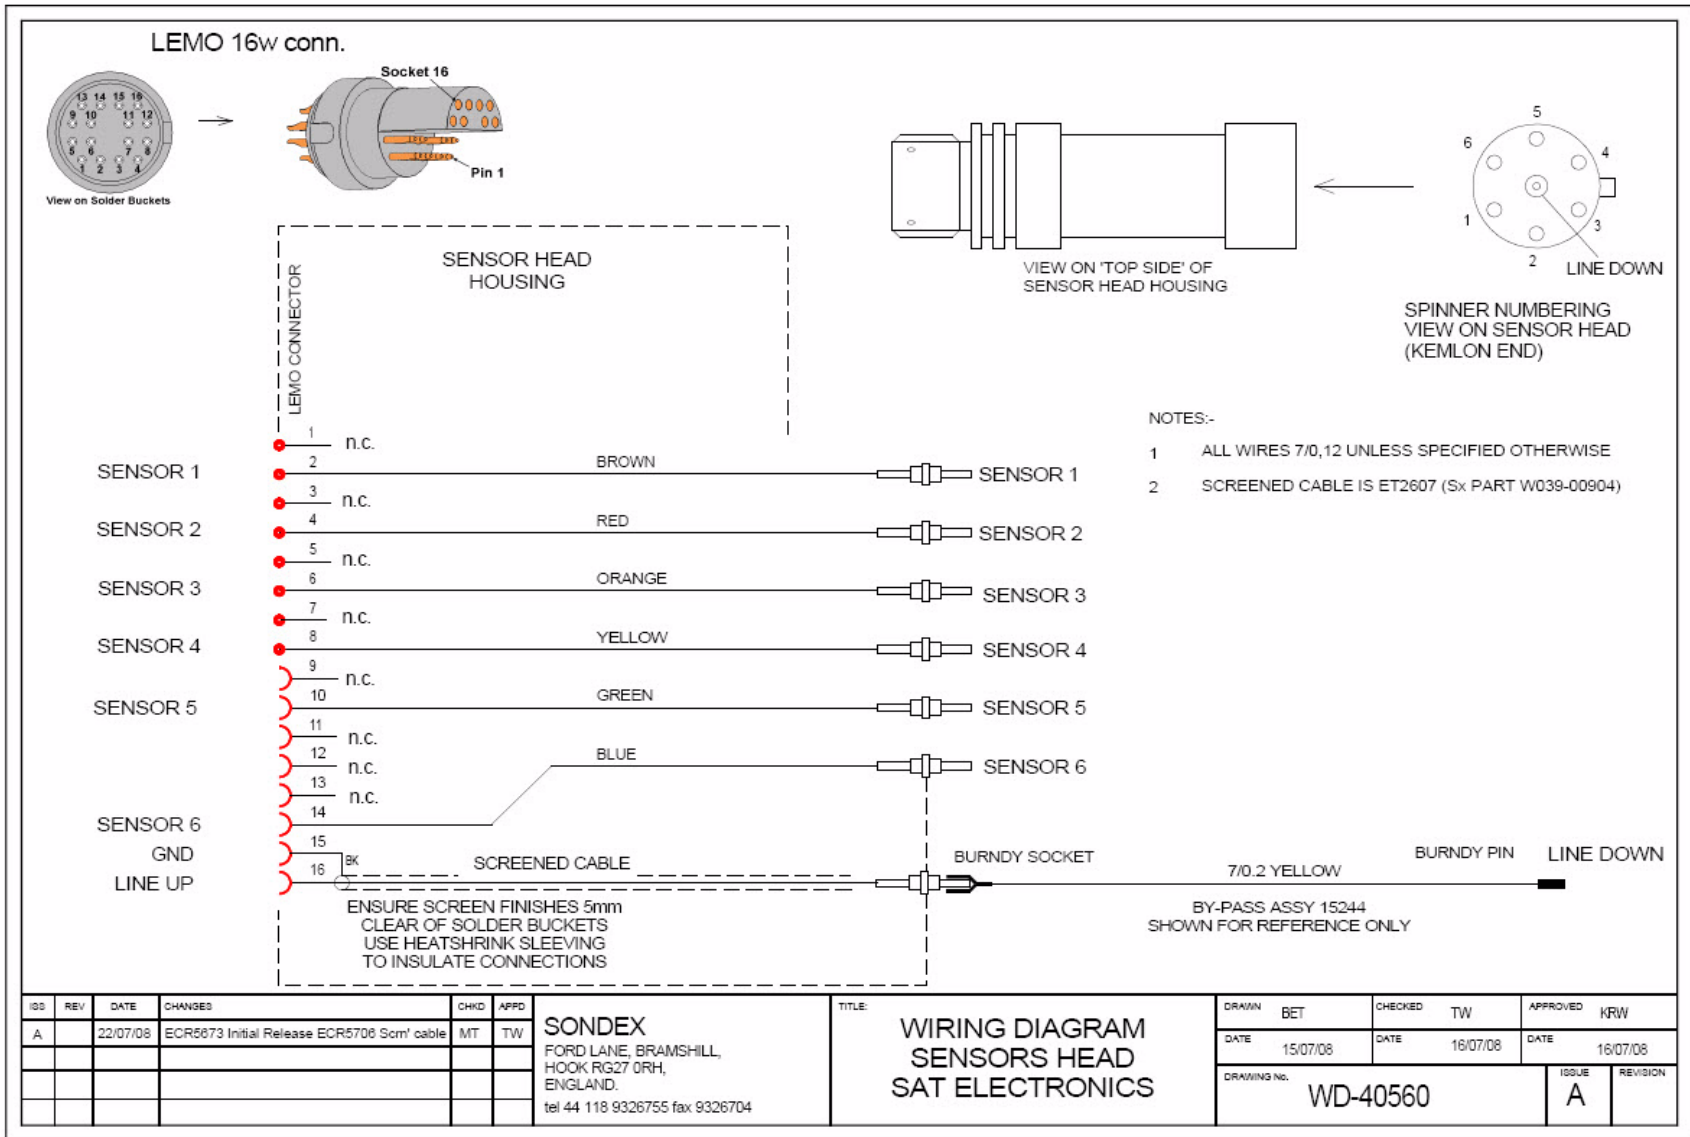 LEMO 16w conn.
Socket 16
13 14 15 16
9 10 11 12
5 6 7 8
1 2 3 4
Pin 1
View on Solder Buckets
VIEW ON 'TOP SIDE' OF
SENSOR HEAD HOUSING
5
6
4
1
3
2
LINE DOWN
SPINNER NUMBERING
VIEW ON SENSOR HEAD
(KEMLON END)
SENSOR HEAD
HOUSING
LEMO CONNECTOR
NOTES:-
1 ALL WIRES 7/0,12 UNLESS SPECIFIED OTHERWISE
2 SCREENED CABLE IS ET2607 (Sx PART W039-00904)
1 n.c.
SENSOR 1 2 BROWN SENSOR 1
3 n.c.
SENSOR 2 4 RED SENSOR 2
5 n.c.
SENSOR 3 6 ORANGE SENSOR 3
7 n.c.
SENSOR 4 8 YELLOW SENSOR 4
9 n.c.
SENSOR 5 10 GREEN SENSOR 5
11 n.c.
12 n.c.
BLUE SENSOR 6
13 n.c.
SENSOR 6 14
GND 15
BK
LINE UP 16 SCREENED CABLE
BURNDY SOCKET
7/0.2 YELLOW
BURNDY PIN
LINE DOWN
BY-PASS ASSY 15244
SHOWN FOR REFERENCE ONLY
ENSURE SCREEN FINISHES 5mm
CLEAR OF SOLDER BUCKETS
USE HEATSHRINK SLEEVING
TO INSULATE CONNECTIONS
ISS REV DATE CHANGES CHKD APPD
A 22/07/08 ECR5673 Initial Release ECR5706 Scrn' cable MT TW
SONDEX
FORD LANE, BRAMSHILL,
HOOK RG27 0RH,
ENGLAND.
tel 44 118 9326755 fax 9326704
TITLE:
WIRING DIAGRAM
SENSORS HEAD
SAT ELECTRONICS
DRAWN BET CHECKED TW APPROVED KRW
DATE 15/07/08 DATE 16/07/08 DATE 16/07/08
DRAWING No. WD-40560 ISSUE A REVISION